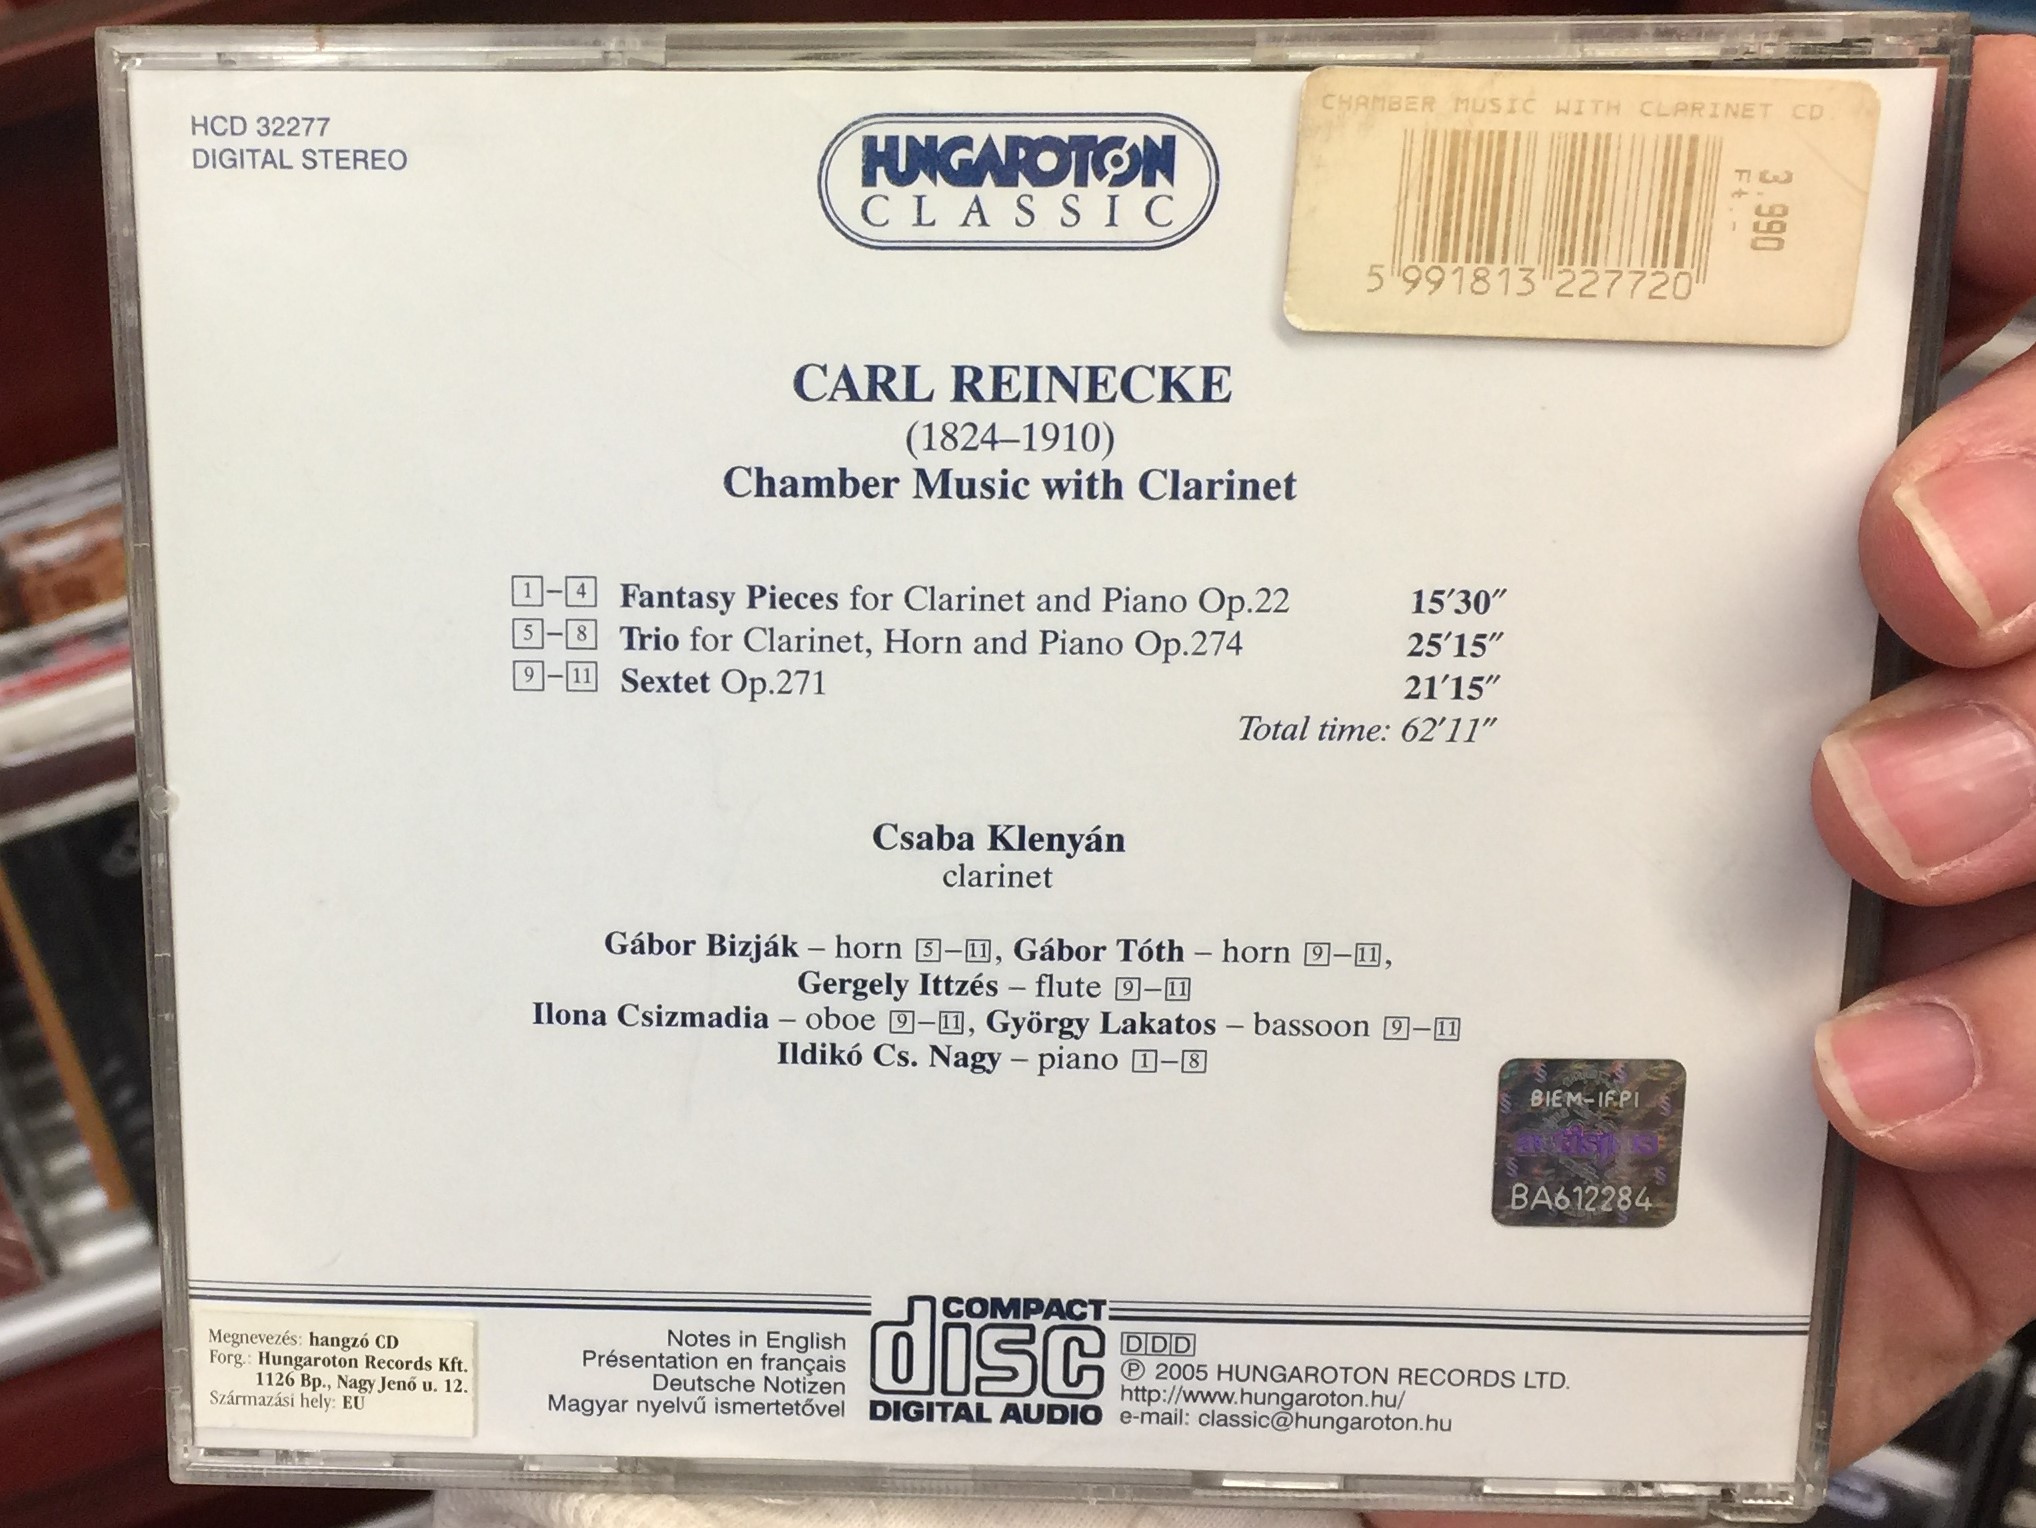 HCD 32277
DIGITAL STEREO
HUNGAROTON
CLASSIC
CHAMBER MUSIC WITH CLARINET CD.
3.990
Ft.-
5 991813 227720
CARL REINECKE
(1824–1910)
Chamber Music with Clarinet
1–4 Fantasy Pieces for Clarinet and Piano Op.22 15′30″
5–8 Trio for Clarinet, Horn and Piano Op.274 25′15″
9–11 Sextet Op.271 21′15″
Total time: 62′11″
Csaba Klenyán
clarinet
Gábor Bizják – horn 5–11, Gábor Tóth – horn 9–11,
Gergely Ittzés – flute 9–11
Ilona Csizmadia – oboe 9–11, György Lakatos – bassoon 9–11
Ildikó Cs. Nagy – piano 1–8
BIEM-IFPI
BA612284
Megnevezés: hangzó CD
Forg.: Hungaroton Records Kft.
1126 Bp., Nagy Jenő u. 12.
Származási hely: EU
Notes in English
Présentation en français
Deutsche Notizen
Magyar nyelvű ismertetővel
COMPACT
disc
DIGITAL AUDIO
DDD
℗ 2005 HUNGAROTON RECORDS LTD.
http://www.hungaroton.hu/
e-mail: classic@hungaroton.hu